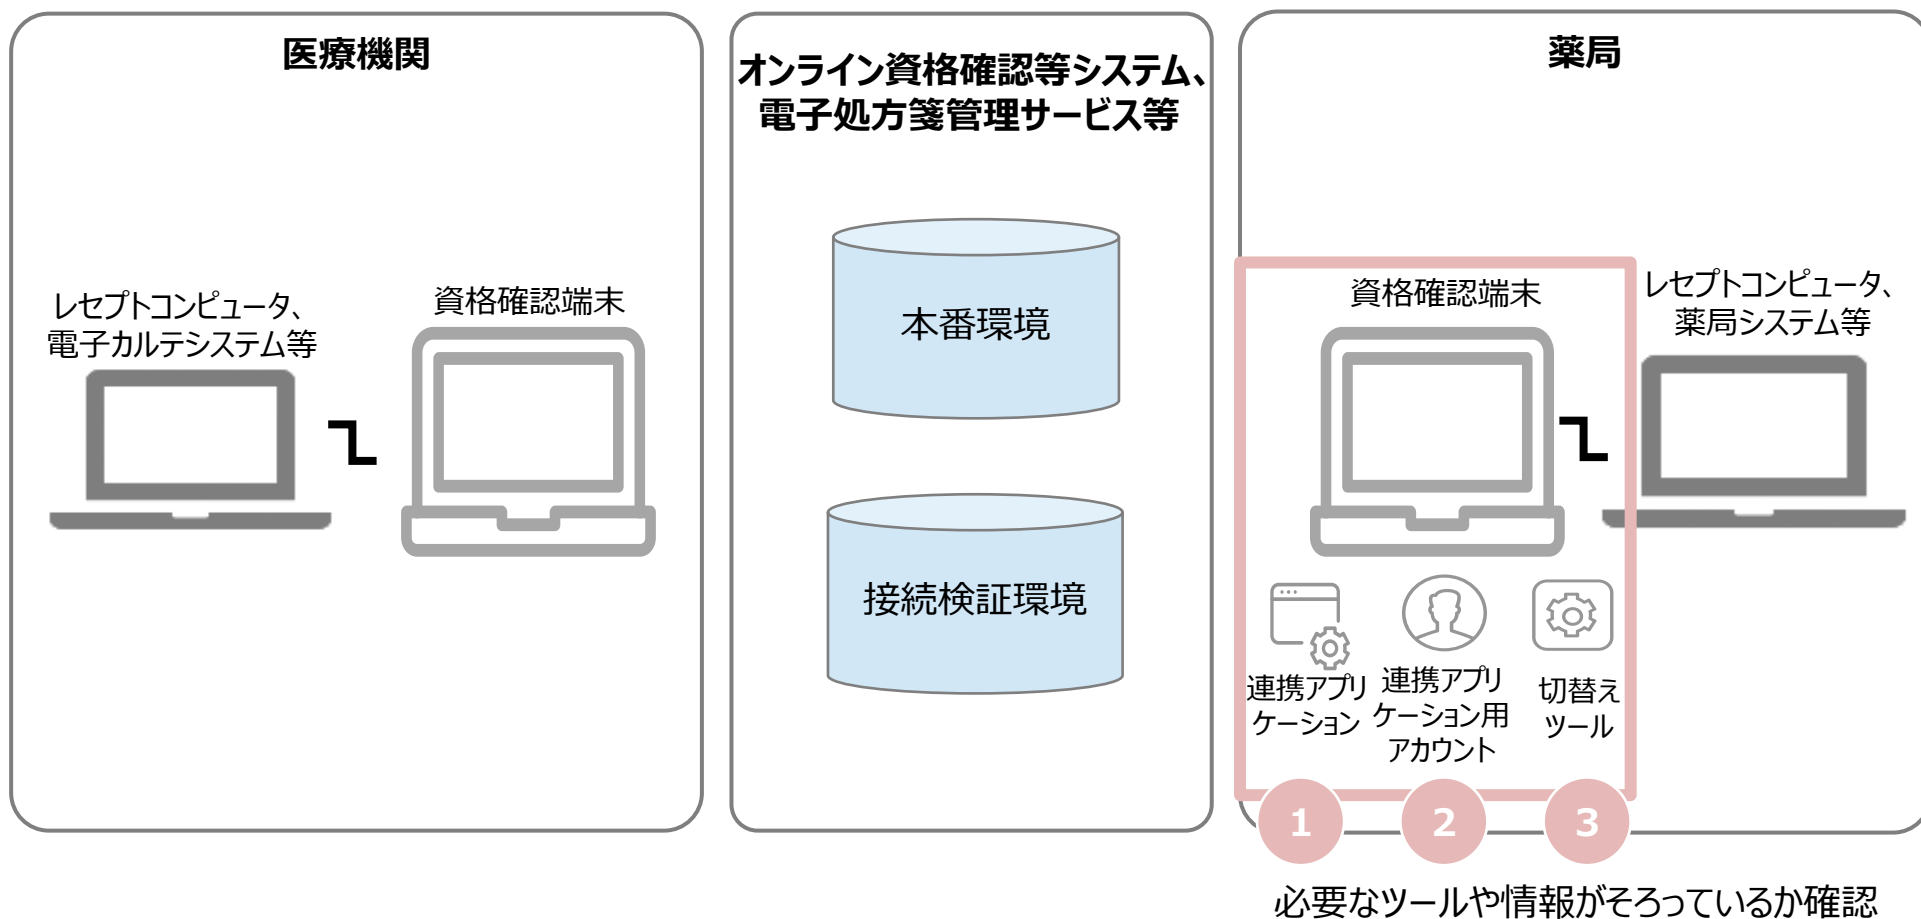 医療機関
レセプトコンピュータ、
電子カルテシステム等
資格確認端末
オンライン資格確認等システム、
電子処方箋管理サービス等
本番環境
接続検証環境
薬局
資格確認端末
レセプトコンピュータ、
薬局システム等
連携アプリ
ケーション
連携アプリ
ケーション用
アカウント
切替え
ツール
1
2
3
必要なツールや情報がそろっているか確認